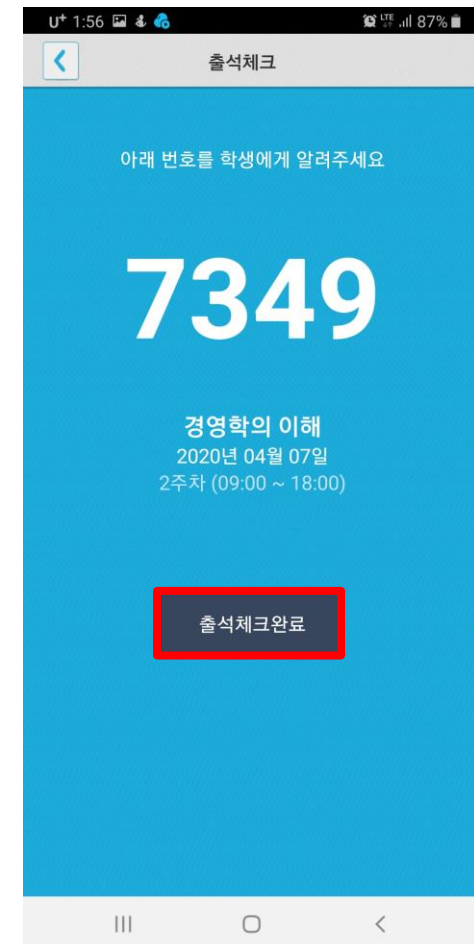 U+ 1:56 LTE 87%
출석체크
아래 번호를 학생에게 알려주세요
7349
경영학의 이해
2020년 04월 07일
2주차 (09:00 ~ 18:00)
출석체크완료